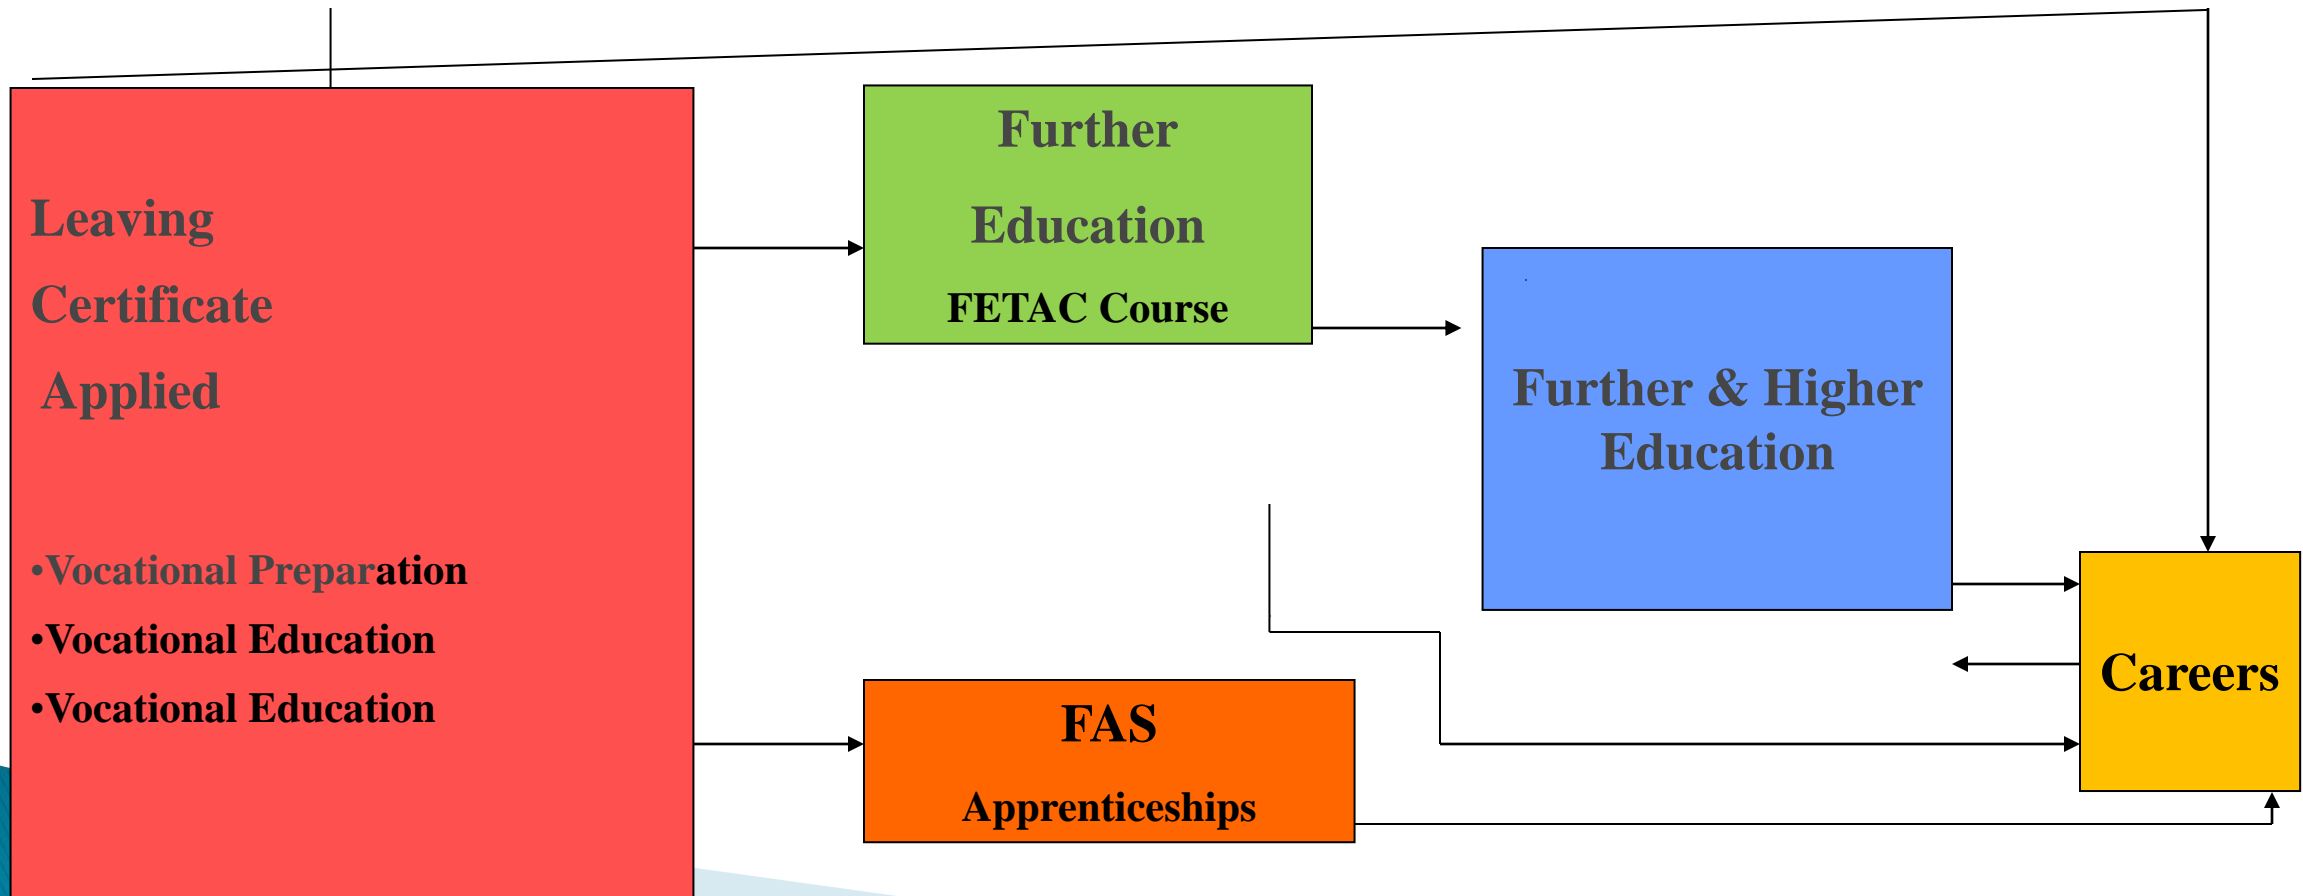 Leaving
Certificate
Applied
•Vocational Preparation
•Vocational Education
•Vocational Education
Further
Education
FETAC Course
Further & Higher
Education
FAS
Apprenticeships
Careers